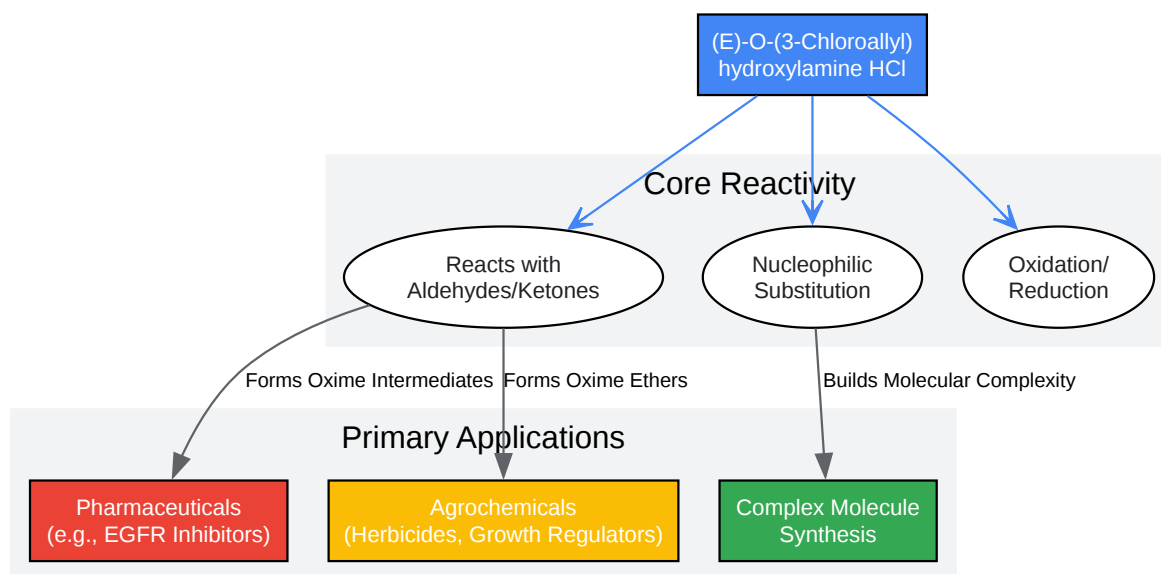 (E)-O-(3-Chloroallyl)
hydroxylamine HCl
Core Reactivity
Reacts with
Aldehydes/Ketones
Nucleophilic
Substitution
Oxidation/
Reduction
Forms Oxime Intermediates
Forms Oxime Ethers
Builds Molecular Complexity
Primary Applications
Pharmaceuticals
(e.g., EGFR Inhibitors)
Agrochemicals
(Herbicides, Growth Regulators)
Complex Molecule
Synthesis